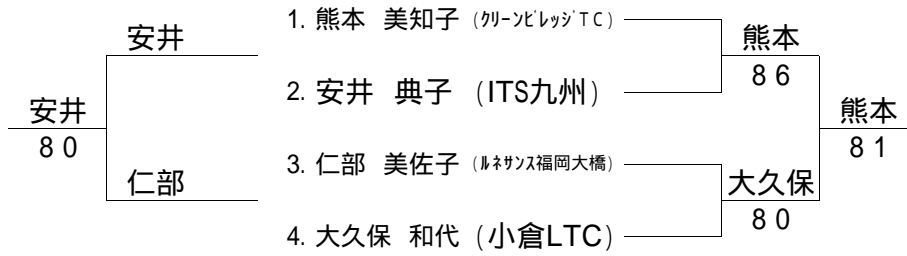 1. 熊本　美知子（ｸﾘｰﾝﾋﾞﾚｯｼﾞＴＣ）
安井
熊本
８６
2. 安井　典子　（ITS九州）
安井
８０
熊本
８１
3. 仁部　美佐子（ﾙﾈｻﾝｽ福岡大橋）
仁部
大久保
８０
4. 大久保　和代（小倉LTC）